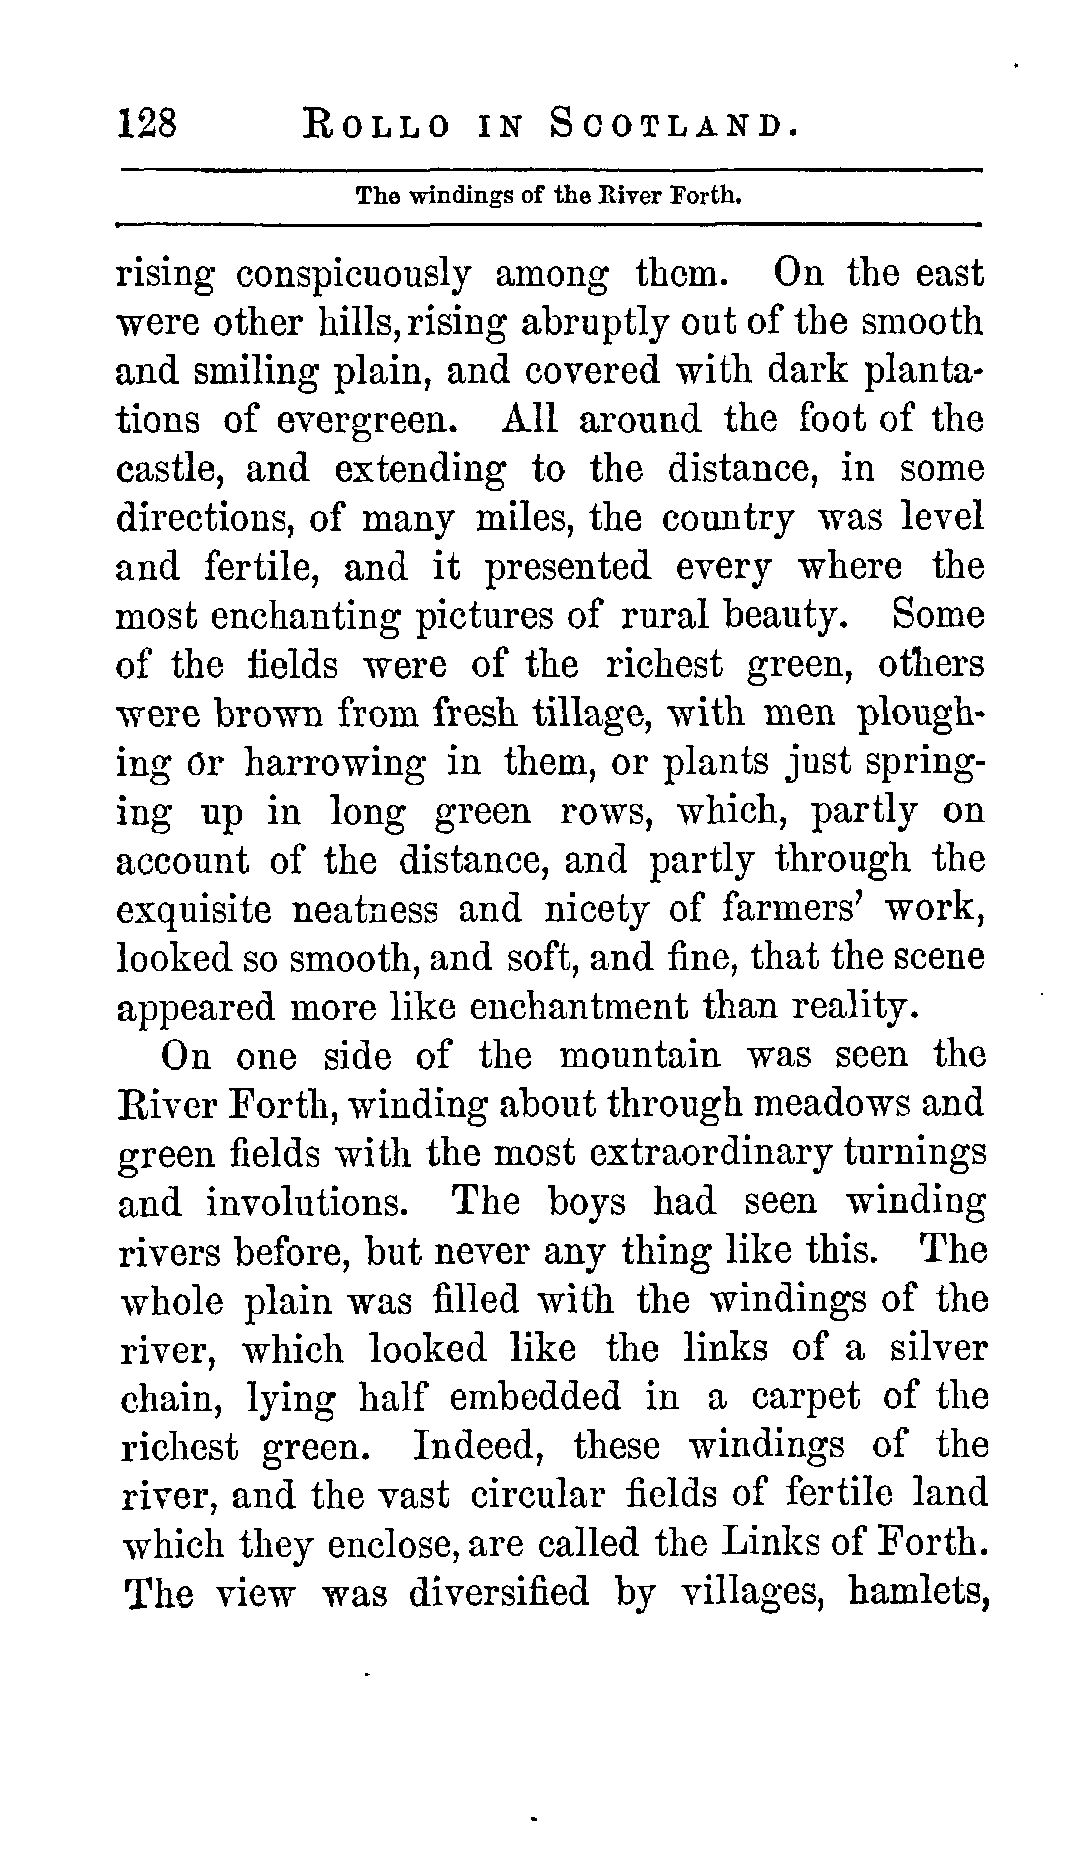 128 ROLLO IN SCOTLAND.
The windings of the River Forth.
rising conspicuously among them. On the east
were other hills, rising abruptly out of the smooth
and smiling plain, and covered with dark planta-
tions of evergreen. All around the foot of the
castle, and extending to the distance, in some
directions, of many miles, the country was level
and fertile, and it presented every where the
most enchanting pictures of rural beauty. Some
of the fields were of the richest green, others
were brown from fresh tillage, with men plough-
ing or harrowing in them, or plants just spring-
ing up in long green rows, which, partly on
account of the distance, and partly through the
exquisite neatness and nicety of farmers' work,
looked so smooth, and soft, and fine, that the scene
appeared more like enchantment than reality.
On one side of the mountain was seen the
River Forth, winding about through meadows and
green fields with the most extraordinary turnings
and involutions. The boys had seen winding
rivers before, but never any thing like this. The
whole plain was filled with the windings of the
river, which looked like the links of a silver
chain, lying half embedded in a carpet of the
richest green. Indeed, these windings of the
river, and the vast circular fields of fertile land
which they enclose, are called the Links of Forth.
The view was diversified by villages, hamlets,